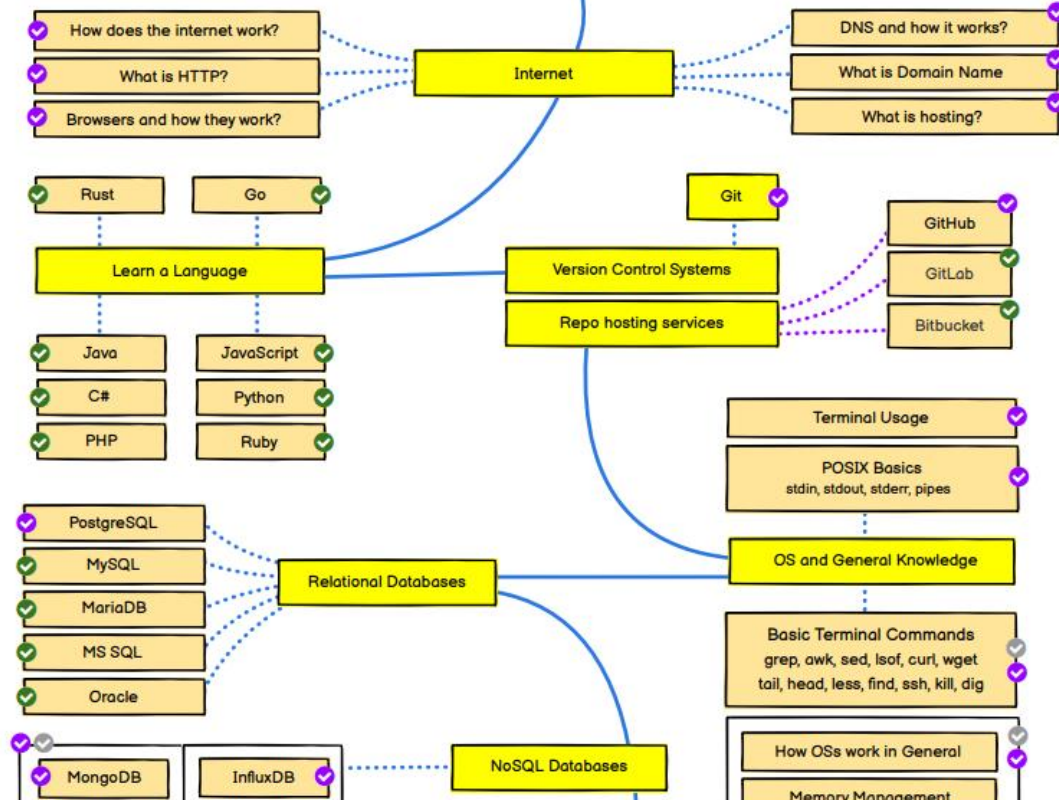 How does the internet work?
What is HTTP?
Browsers and how they work?
Internet
DNS and how it works?
What is Domain Name
What is hosting?
Rust
Go
Learn a Language
Java
JavaScript
C#
Python
PHP
Ruby
Git
Version Control Systems
Repo hosting services
GitHub
GitLab
Bitbucket
Terminal Usage
POSIX Basics
stdin, stdout, stderr, pipes
OS and General Knowledge
Basic Terminal Commands
grep, awk, sed, lsof, curl, wget
tail, head, less, find, ssh, kill, dig
How OSs work in General
Memory Management
PostgreSQL
MySQL
MariaDB
MS SQL
Oracle
Relational Databases
MongoDB
InfluxDB
NoSQL Databases